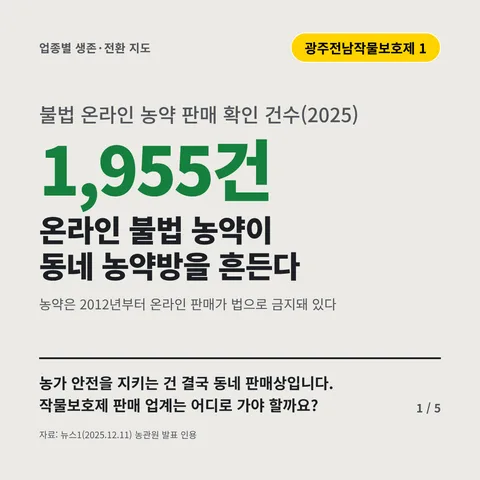 업종별 생존·전환 지도
광주전남작물보호제 1
불법 온라인 농약 판매 확인 건수(2025)
1,955건
온라인 불법 농약이
동네 농약방을 흔든다
농약은 2012년부터 온라인 판매가 법으로 금지돼 있다
농가 안전을 지키는 건 결국 동네 판매상입니다.
작물보호제 판매 업계는 어디로 가야 할까요?
1 / 5
자료: 뉴스1(2025.12.11) 농관원 발표 인용